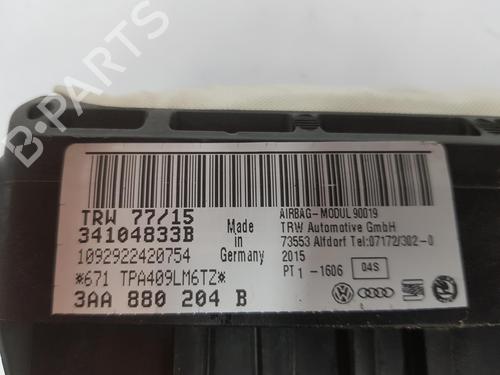 B-PARTS
TRW 77/15
34104833B
1092922420754
*671 TPA409LM6TZ*
3AA 880 204 B
Made in Germany
AIRBAG-MODUL 90019
TRW Automotive GmbH
73553 Alfdorf Tel:07172/302-0
2015
PT1 -1606 04S